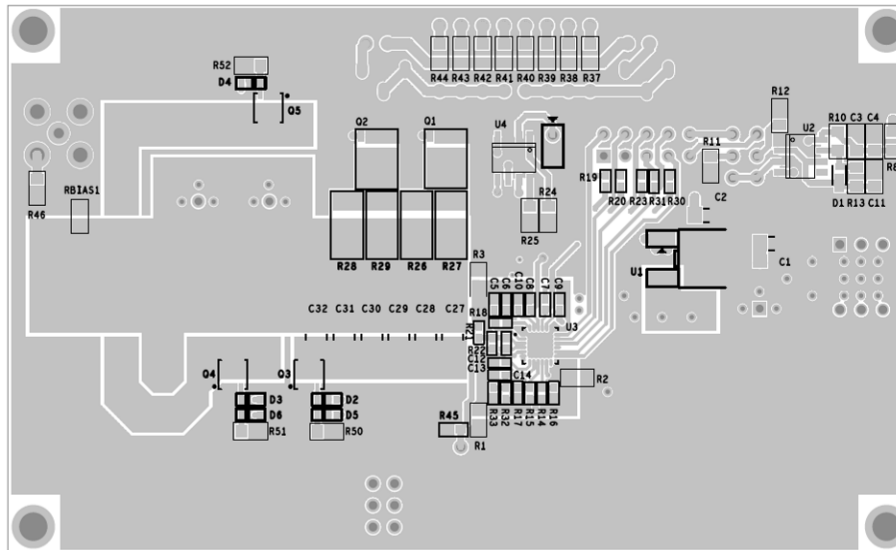 R52
D4
Q5
R44 R43 R42 R41 R40 R39 R38 R37
Q2 Q1
U4
R12
U2
R10 C3 C4
R11
R8
R46
RBIAS1
R19
R20 R23 R31 R30
R24
R25
C2
D1 R13 C11
R28 R29 R26 R27
R3
U1
C1
C5 C6 C10 C8 C7 C9
C32 C31 C30 C29 C28 C27
R18
R21
U3
R22
C12
C13
C14
R2
Q4 Q3
D3 D2
D6 D5
R51 R50
R45
R1
R33 R32 R17 R15 R14 R16